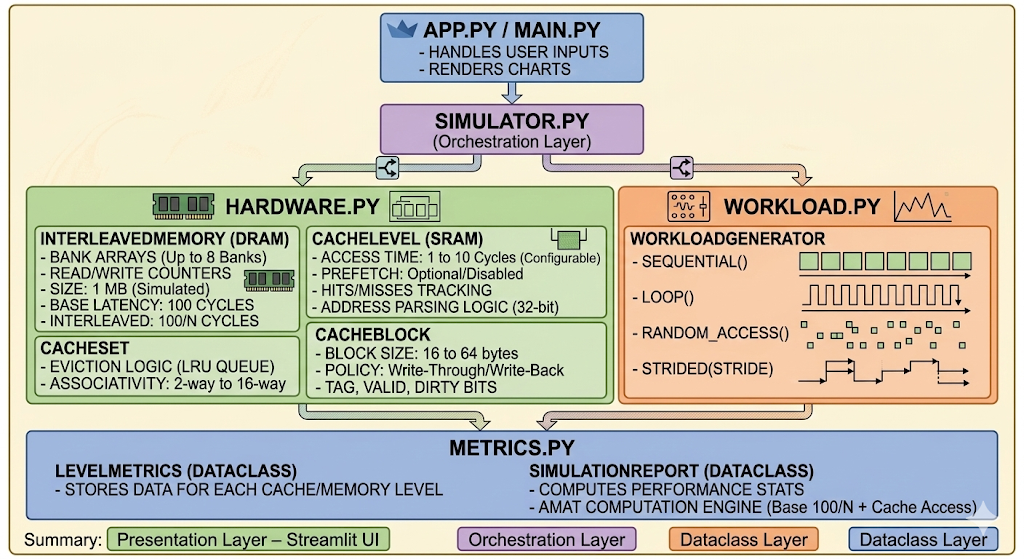 APP.PY / MAIN.PY
- HANDLES USER INPUTS
- RENDERS CHARTS
SIMULATOR.PY
(Orchestration Layer)
HARDWARE.PY
INTERLEAVEDMEMORY (DRAM)
- BANK ARRAYS (Up to 8 Banks)
- READ/WRITE COUNTERS
- SIZE: 1 MB (Simulated)
- BASE LATENCY: 100 CYCLES
- INTERLEAVED: 100/N CYCLES
CACHELEVEL (SRAM)
- ACCESS TIME: 1 to 10 Cycles (Configurable)
- PREFETCH: Optional/Disabled
- HITS/MISSES TRACKING
- ADDRESS PARSING LOGIC (32-bit)
CACHESET
- EVICTION LOGIC (LRU QUEUE)
- ASSOCIATIVITY: 2-way to 16-way
CACHEBLOCK
- BLOCK SIZE: 16 to 64 bytes
- POLICY: Write-Through/Write-Back
- TAG, VALID, DIRTY BITS
WORKLOAD.PY
WORKLOADGENERATOR
- SEQUENTIAL()
- LOOP()
- RANDOM_ACCESS()
- STRIDED(STRIDE)
METRICS.PY
LEVELMETRICS (DATACLASS)
- STORES DATA FOR EACH CACHE/MEMORY LEVEL
SIMULATIONREPORT (DATACLASS)
- COMPUTES PERFORMANCE STATS
- AMAT COMPUTATION ENGINE (Base 100/N + Cache Access)
Summary: Presentation Layer – Streamlit UI Orchestration Layer Dataclass Layer Dataclass Layer